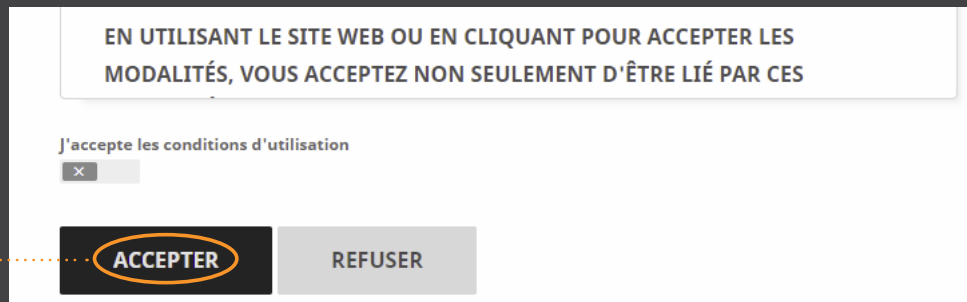 EN UTILISANT LE SITE WEB OU EN CLIQUANT POUR ACCEPTER LES
MODALITÉS, VOUS ACCEPTEZ NON SEULEMENT D'ÊTRE LIÉ PAR CES
J'accepte les conditions d'utilisation
ACCEPTER REFUSER